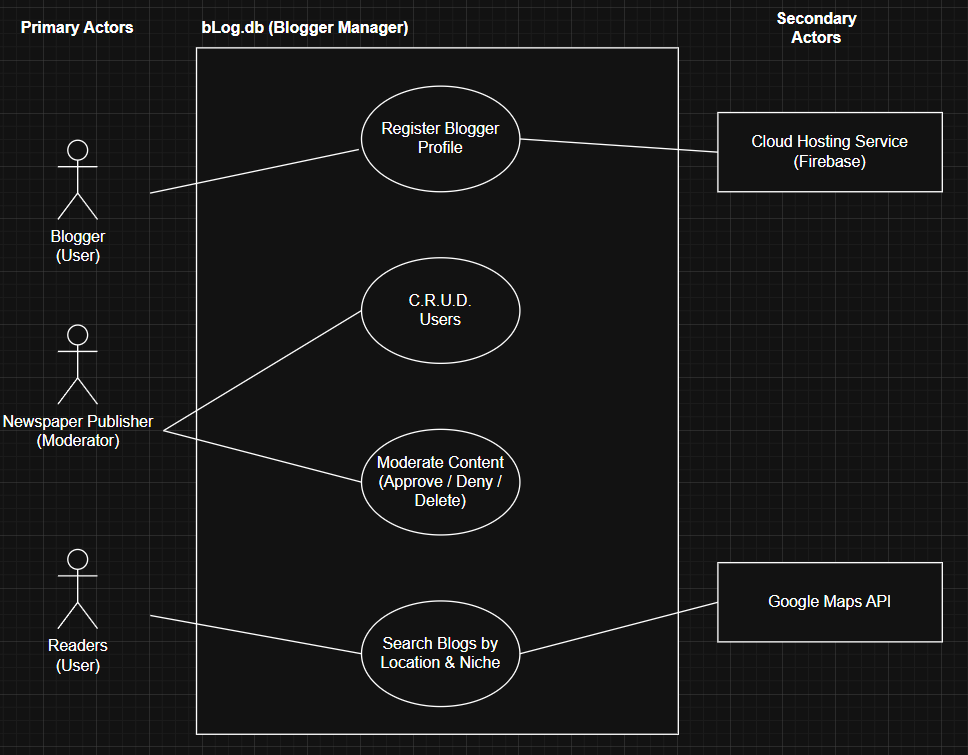 Primary Actors
bLog.db (Blogger Manager)
Secondary
Actors
Register Blogger
Profile
Cloud Hosting Service
(Firebase)
Blogger
(User)
C.R.U.D.
Users
Newspaper Publisher
(Moderator)
Moderate Content
(Approve / Deny /
Delete)
Google Maps API
Readers
(User)
Search Blogs by
Location & Niche